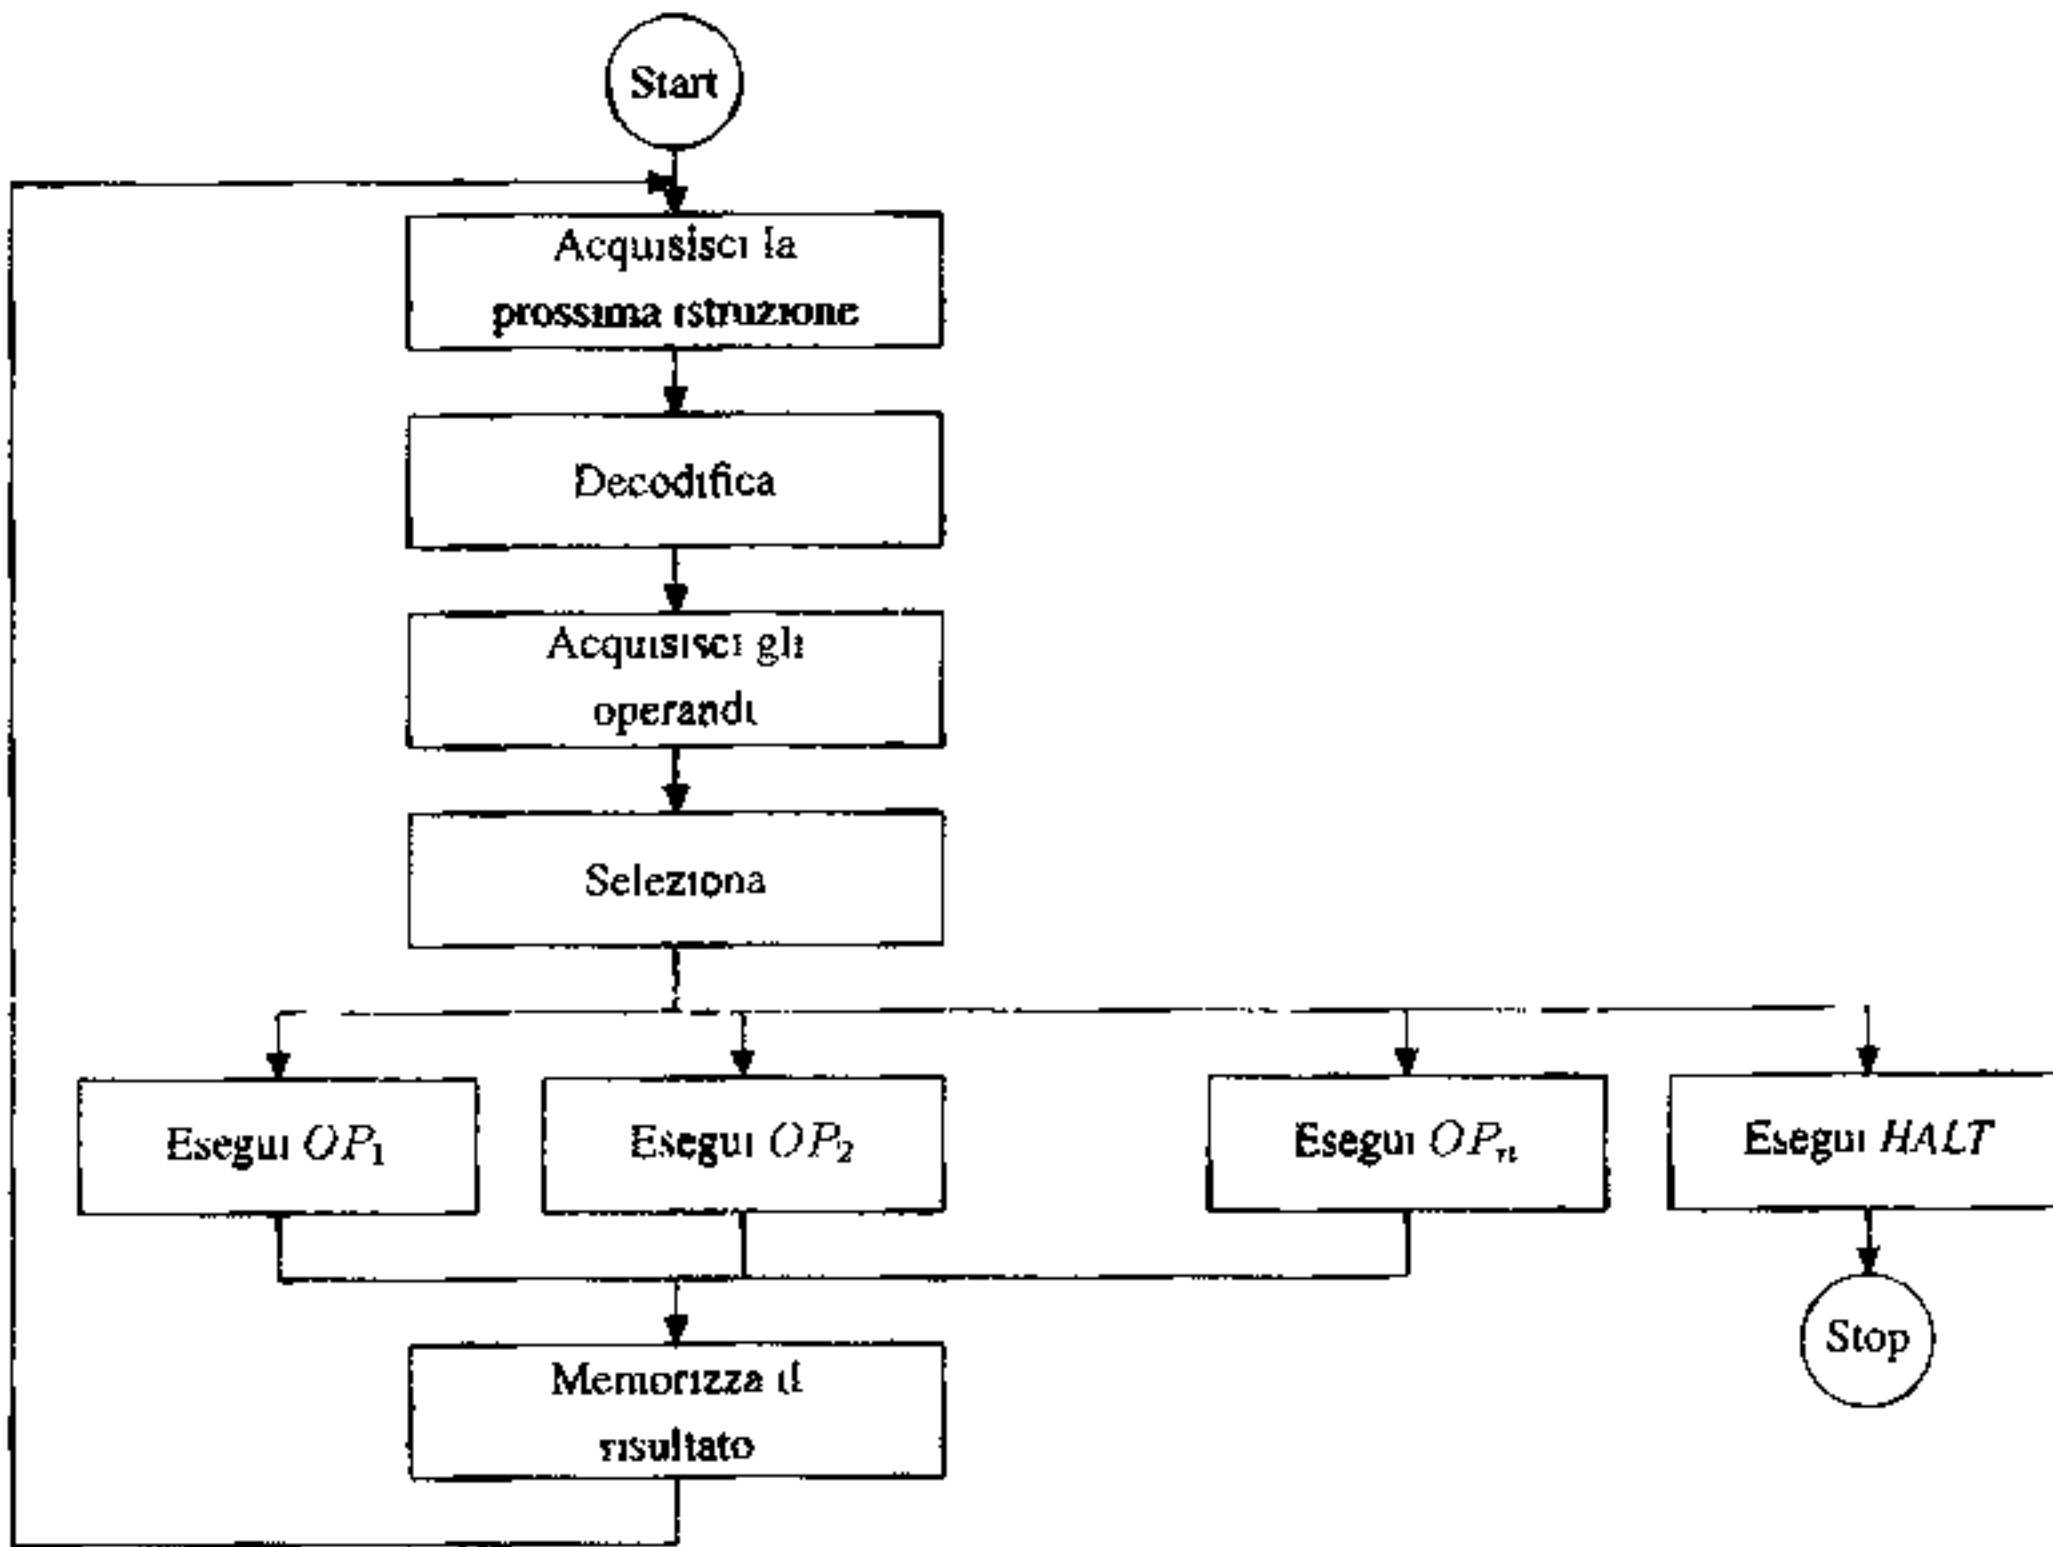 Start
Acquisisci la
prossima istruzione
Decodifica
Acquisisci gli
operandi
Seleziona
Esegui OP₁
Esegui OP₂
Esegui OPₙ
Esegui HALT
Stop
Memorizza il
risultato